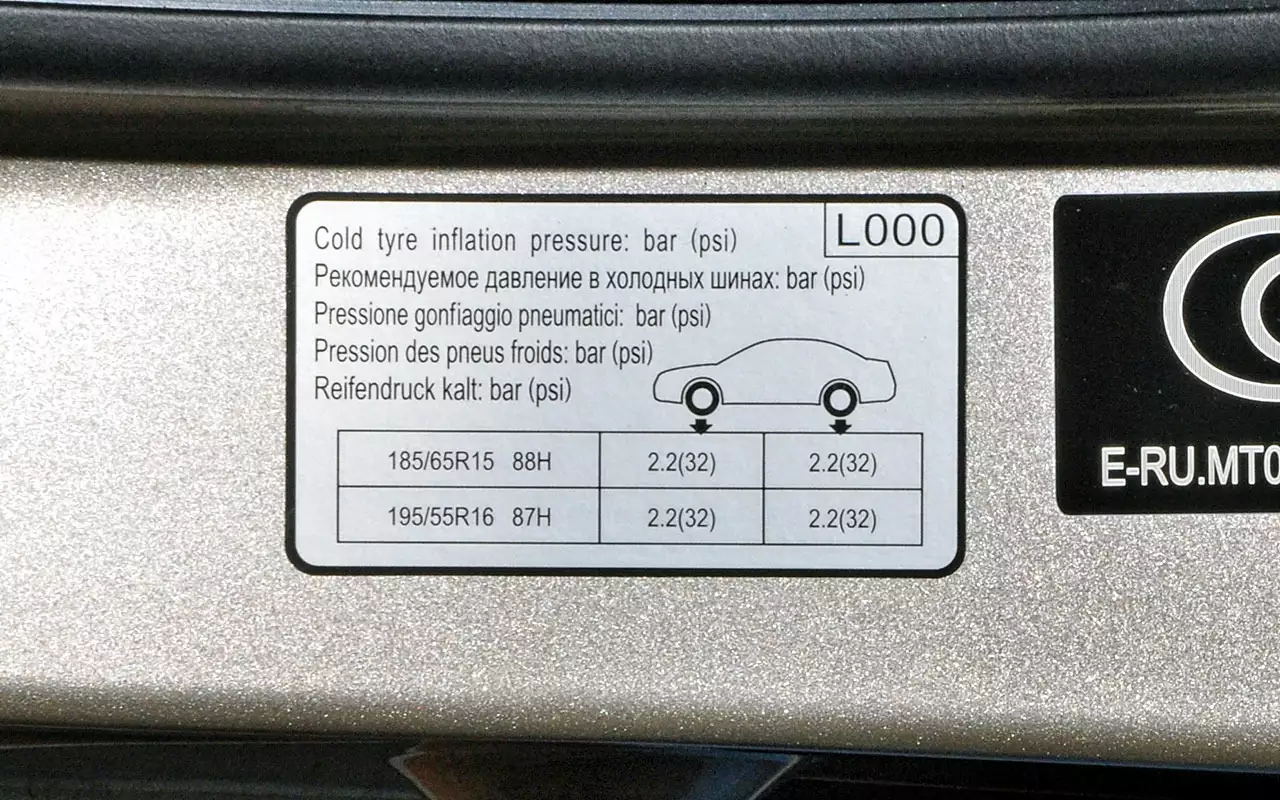 L000
Cold tyre inflation pressure: bar (psi)
Рекомендуемое давление в холодных шинах: bar (psi)
Pressione gonfiaggio pneumatici: bar (psi)
Pression des pneus froids: bar (psi)
Reifendruck kalt: bar (psi)
185/65R15 88H 2.2(32) 2.2(32)
195/55R16 87H 2.2(32) 2.2(32)
E-RU.MT0